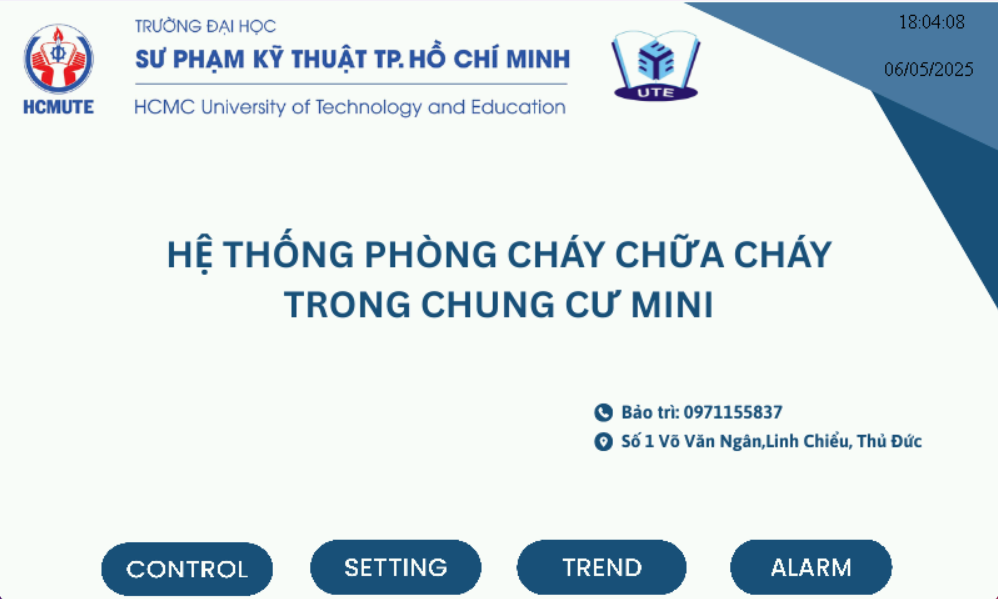 TRƯỜNG ĐẠI HỌC
SƯ PHẠM KỸ THUẬT TP. HỒ CHÍ MINH
HCMC University of Technology and Education
HCMUTE
UTE
18:04:08
06/05/2025
HỆ THỐNG PHÒNG CHÁY CHỮA CHÁY
TRONG CHUNG CƯ MINI
Bảo trì: 0971155837
Số 1 Võ Văn Ngân,Linh Chiểu, Thủ Đức
CONTROL
SETTING
TREND
ALARM